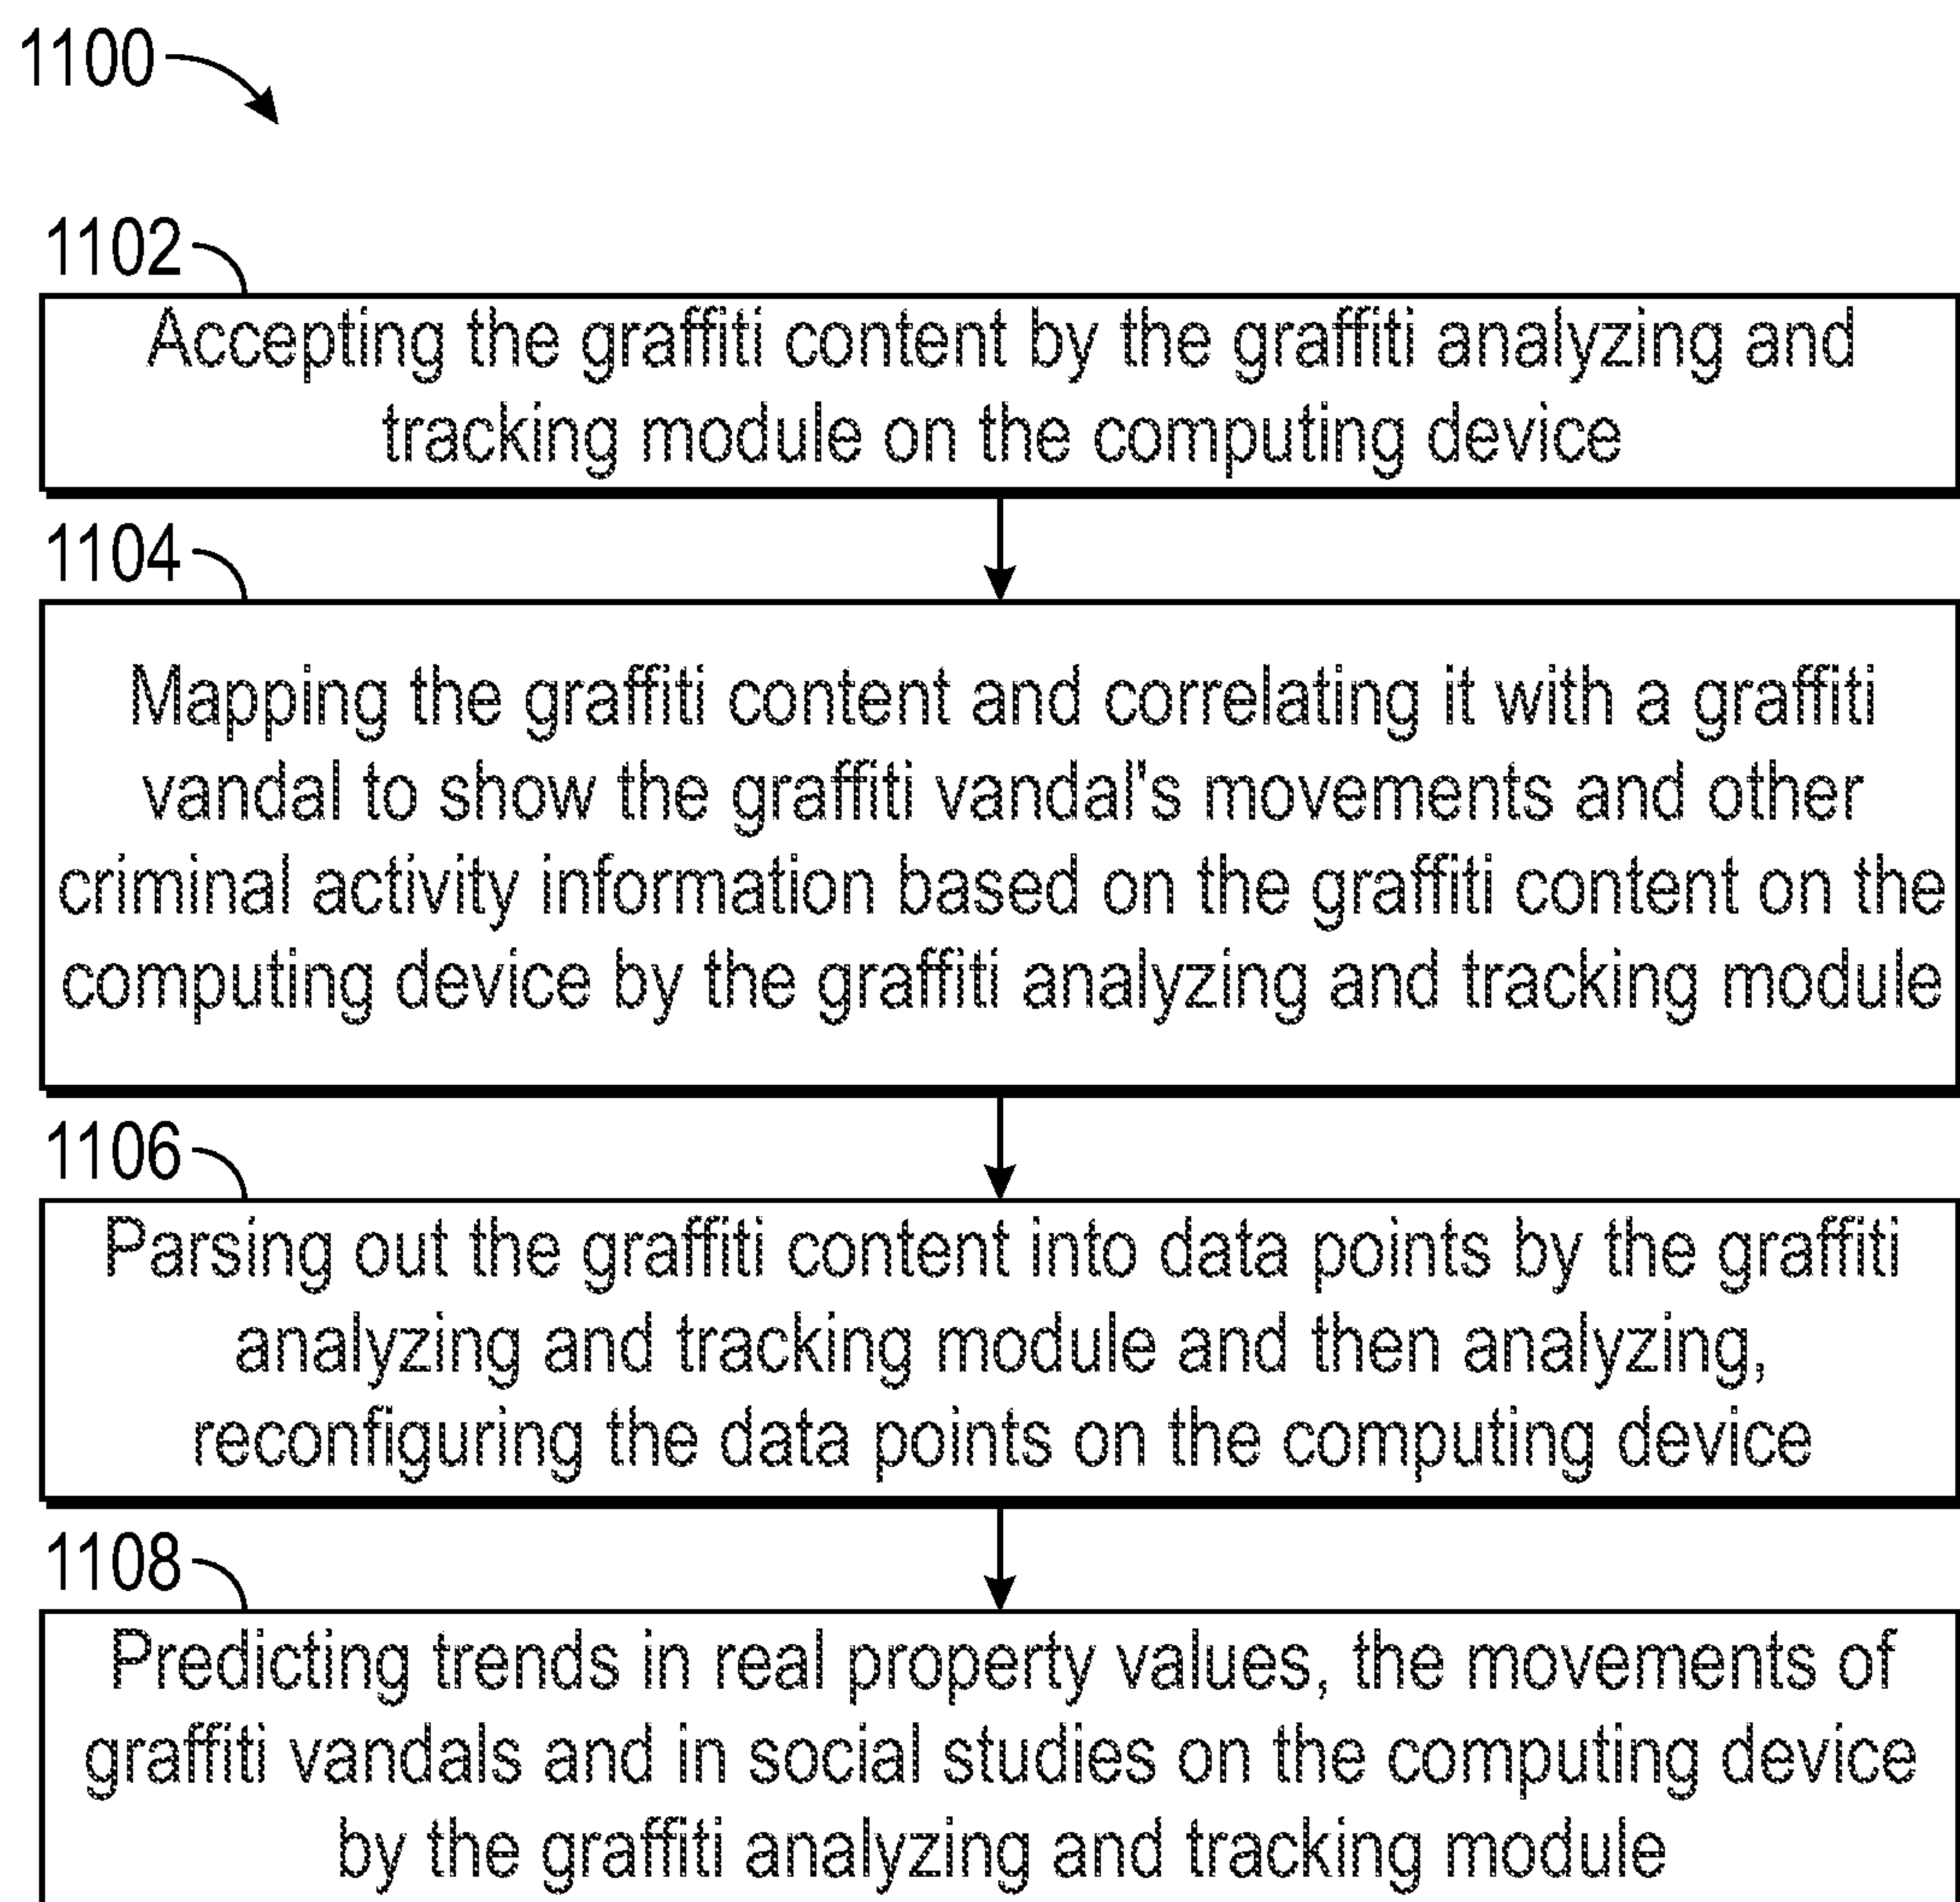 1100
1102
Accepting the graffiti content by the graffiti analyzing and
tracking module on the computing device
1104
Mapping the graffiti content and correlating it with a graffiti
vandal to show the graffiti vandal's movements and other
criminal activity information based on the graffiti content on the
computing device by the graffiti analyzing and tracking module
1106
Parsing out the graffiti content into data points by the graffiti
analyzing and tracking module and then analyzing,
reconfiguring the data points on the computing device
1108
Predicting trends in real property values, the movements of
graffiti vandals and in social studies on the computing device
by the graffiti analyzing and tracking module